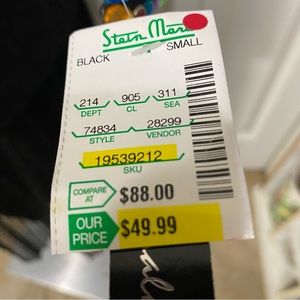 Stein Mar
BLACK SMALL
214 905 311
DEPT CL SEA
74834 28299
STYLE VENDOR
19539212
SKU
COMPARE AT $88.00
OUR PRICE $49.99